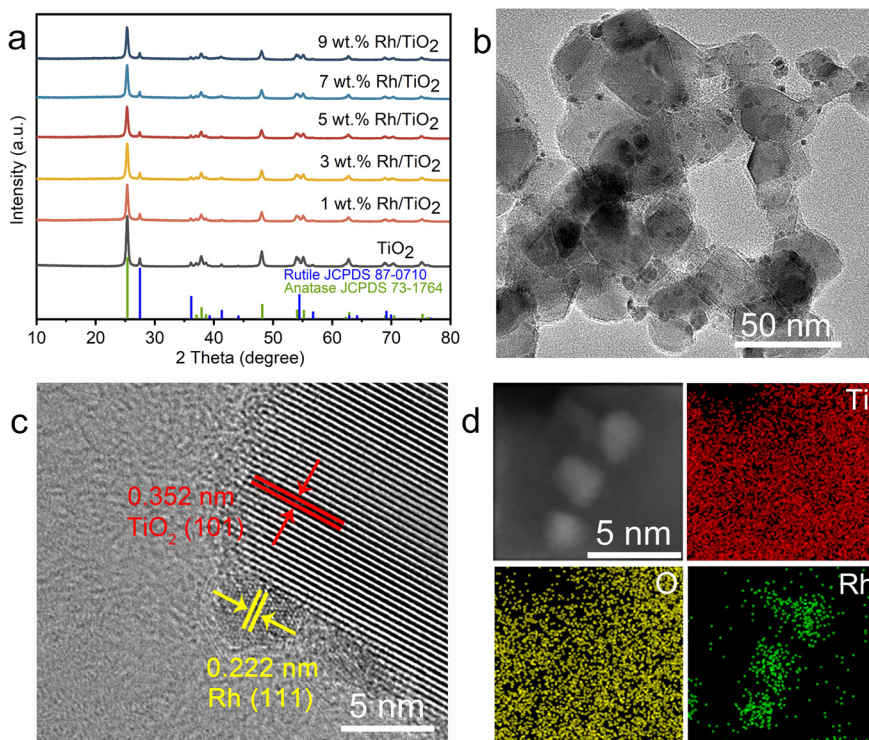 a
9 wt.% Rh/TiO2
7 wt.% Rh/TiO2
5 wt.% Rh/TiO2
3 wt.% Rh/TiO2
1 wt.% Rh/TiO2
TiO2
Rutile JCPDS 87-0710
Anatase JCPDS 73-1764
Intensity (a.u.)
10 20 30 40 50 60 70 80
2 Theta (degree)
b
50 nm
c
0.352 nm
TiO2 (101)
0.222 nm
Rh (111)
5 nm
d
5 nm
Ti
O
Rh